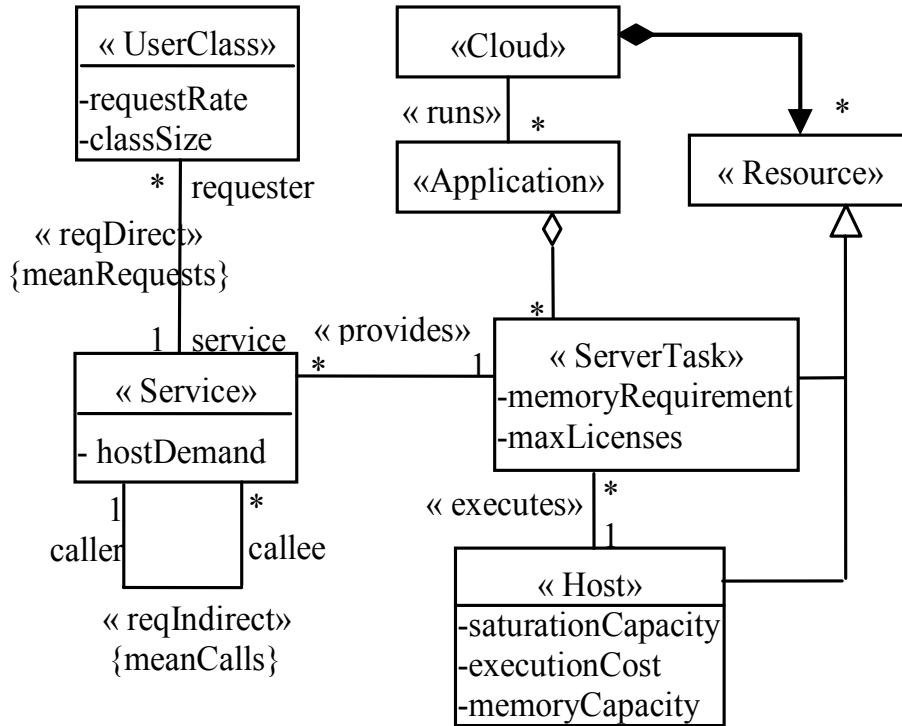 « UserClass»
-requestRate
-classSize
«Cloud»
« runs»
*
*
«Application»
« Resource»
*
requester
« reqDirect»
{meanRequests}
1
service
« provides»
*
*
1
« Service»
- hostDemand
« ServerTask»
-memoryRequirement
-maxLicenses
1
caller
*
callee
« reqIndirect»
{meanCalls}
« executes»
*
1
« Host»
-saturationCapacity
-executionCost
-memoryCapacity